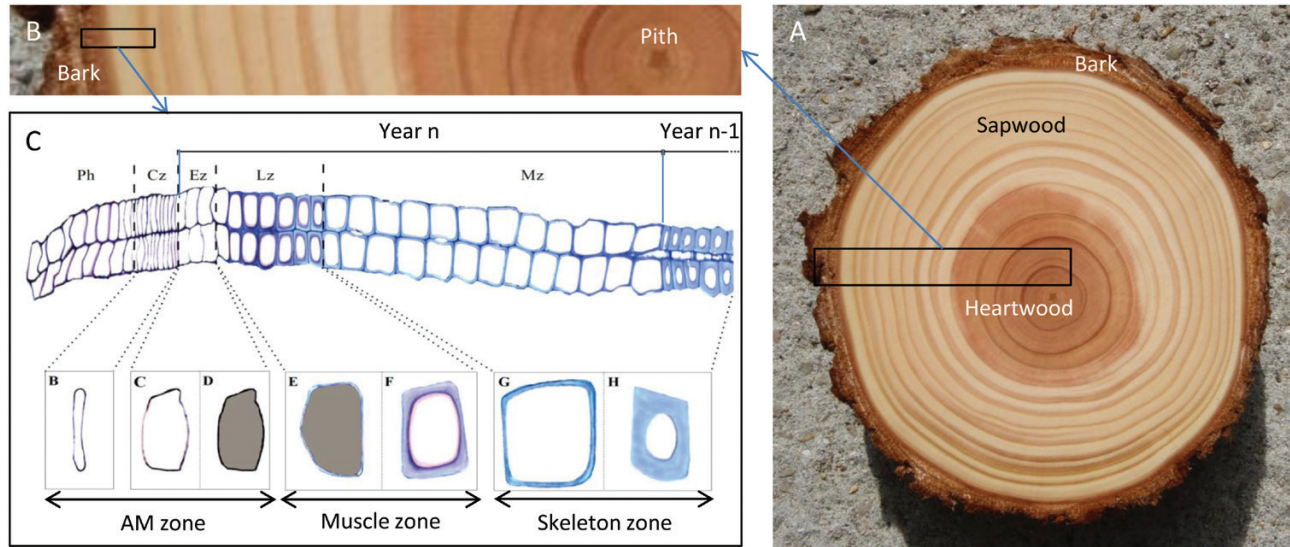 B
Pith
Bark
A
Bark
Sapwood
Heartwood
C
Year n
Year n-1
Ph
Cz
Ez
Lz
Mz
B
C
D
E
F
G
H
AM zone
Muscle zone
Skeleton zone